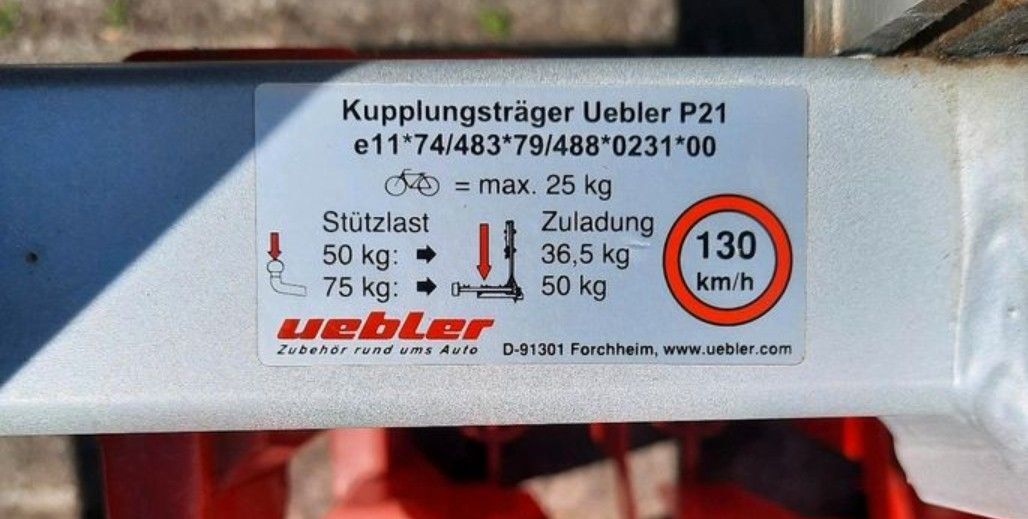 Kupplungsträger Uebler P21
e11*74/483*79/488*0231*00
= max. 25 kg
Stützlast Zuladung
50 kg: 36,5 kg
75 kg: 50 kg
130
km/h
uebler
Zubehör rund ums Auto D-91301 Forchheim, www.uebler.com